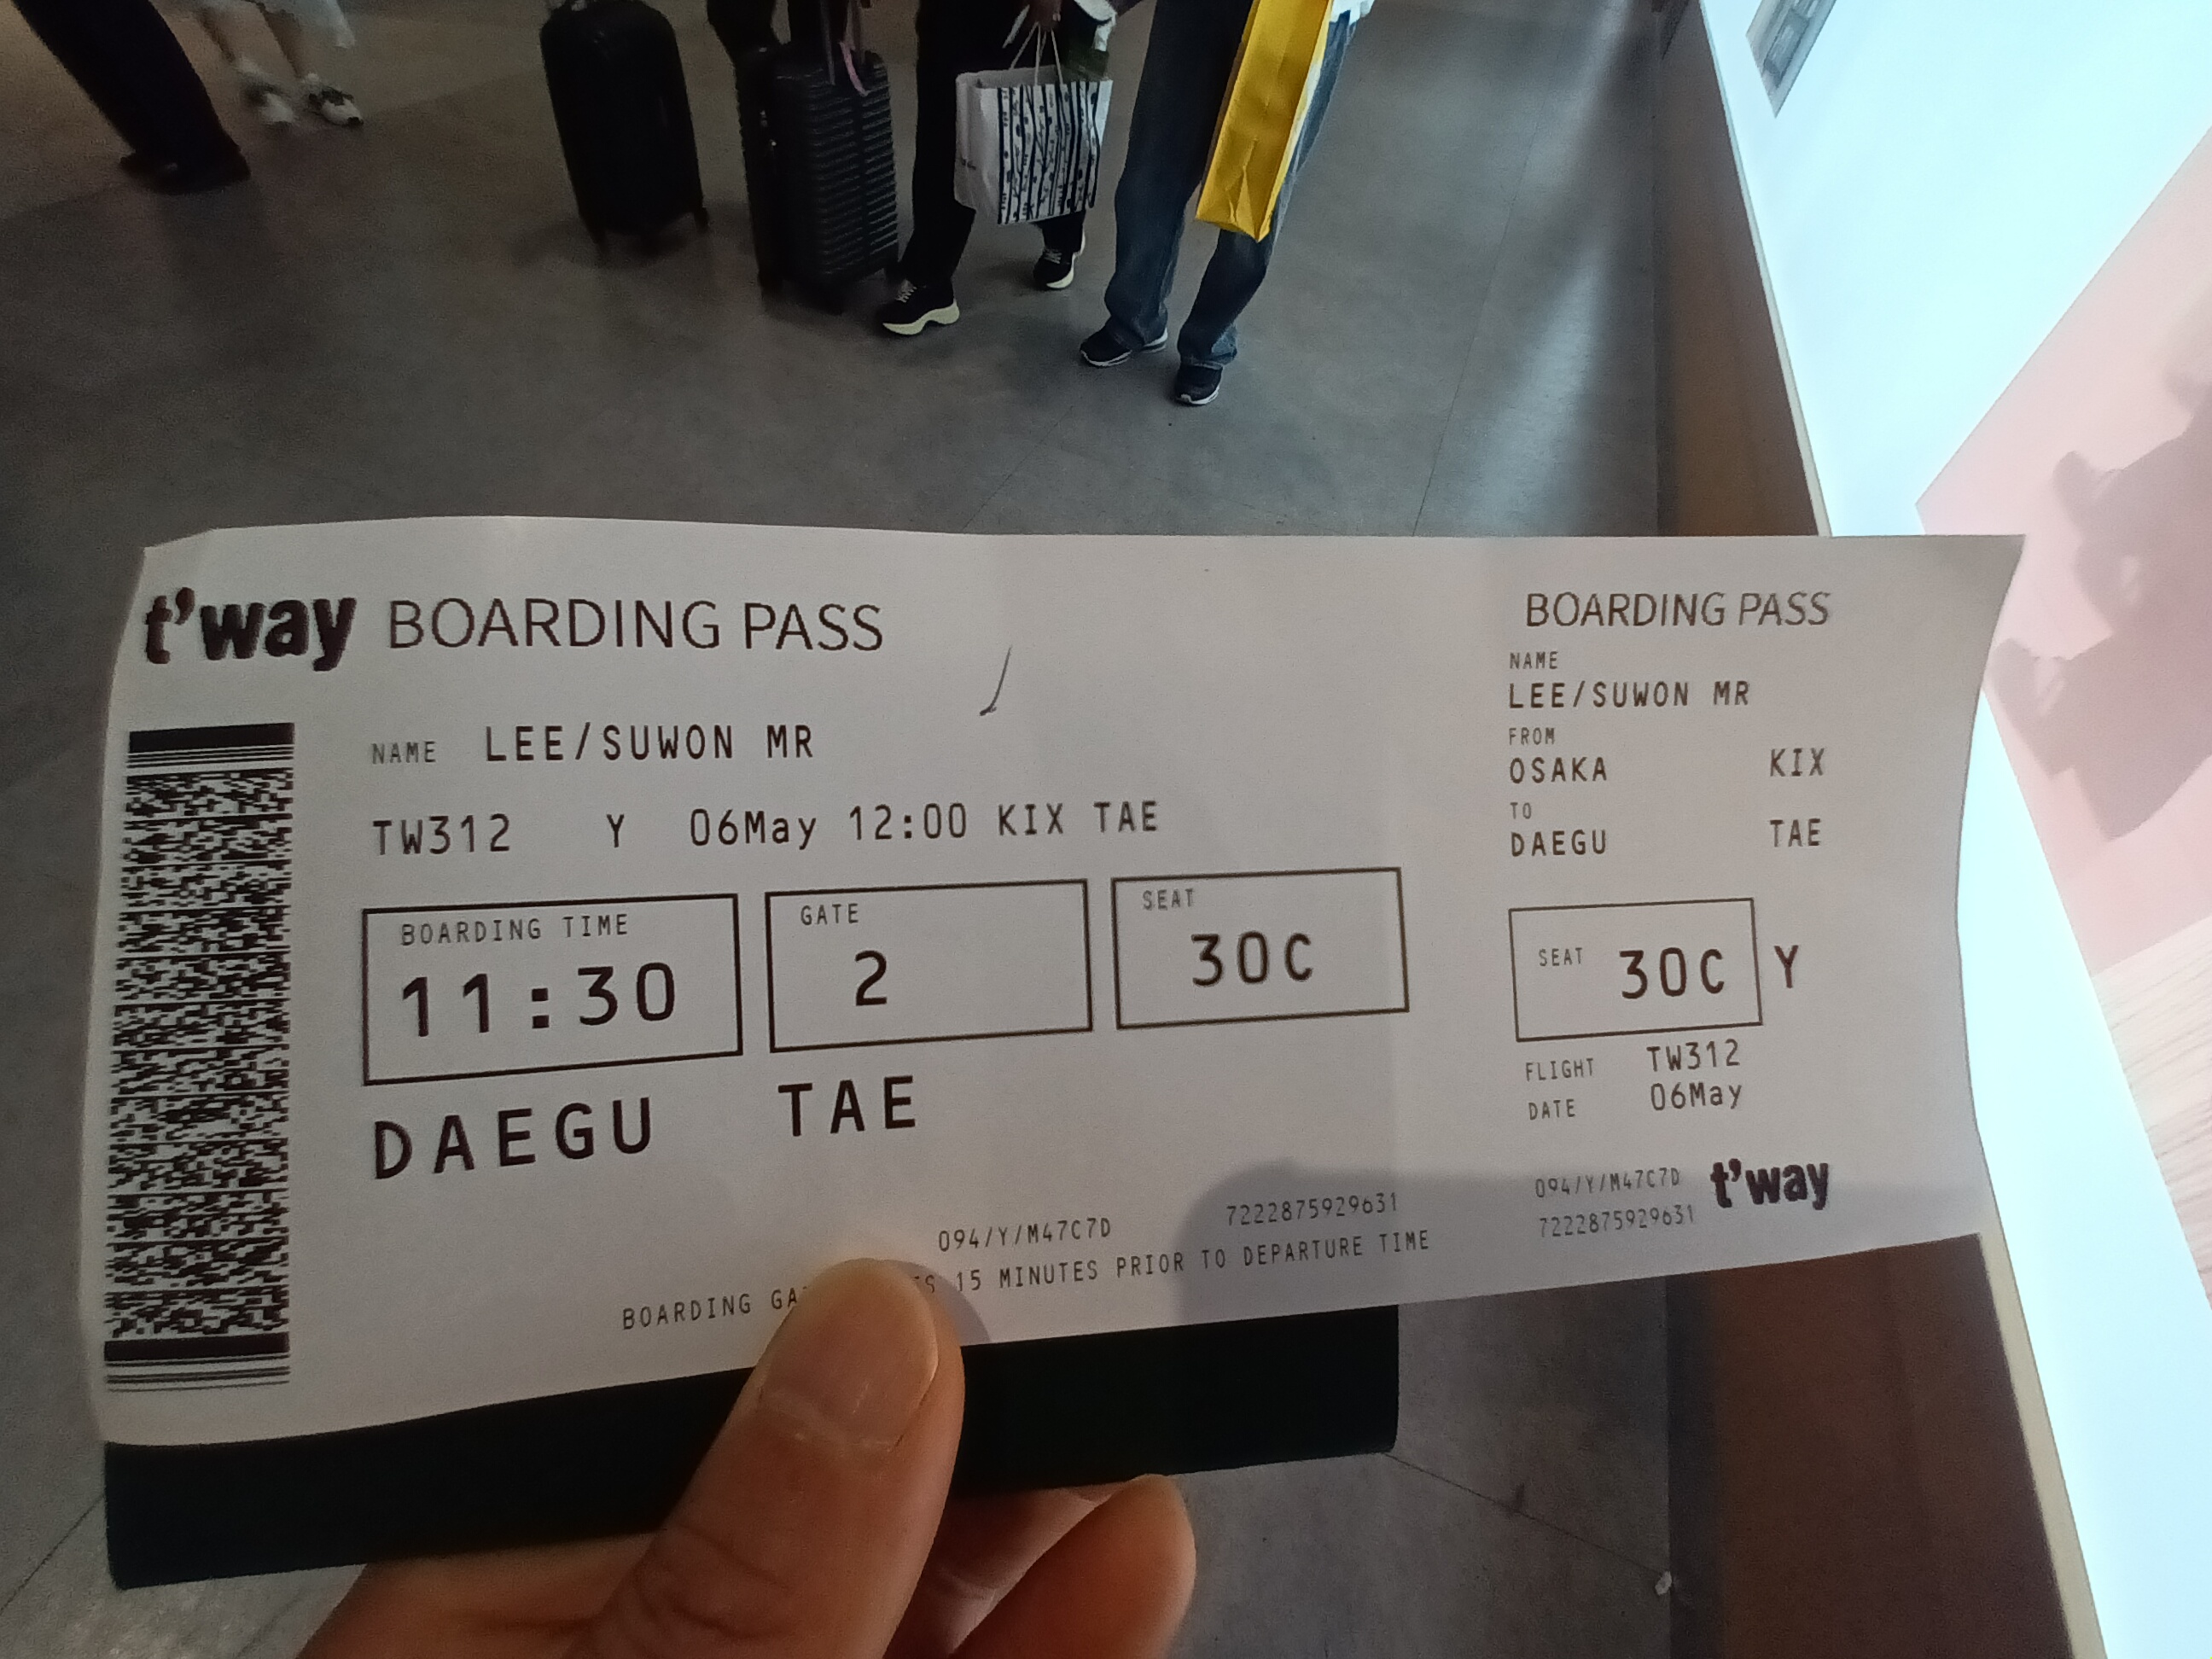 t'way BOARDING PASS
NAME LEE/SUWON MR
TW312 Y 06May 12:00 KIX TAE
BOARDING TIME
11:30
GATE
2
SEAT
30C
DAEGU TAE
094/Y/M47C7D 7222875929631
BOARDING 15 MINUTES PRIOR TO DEPARTURE TIME
BOARDING PASS
NAME
LEE/SUWON MR
FROM
OSAKA KIX
TO
DAEGU TAE
SEAT 30C Y
FLIGHT TW312
DATE 06May
094/Y/M47C7D
7222875929631
t'way